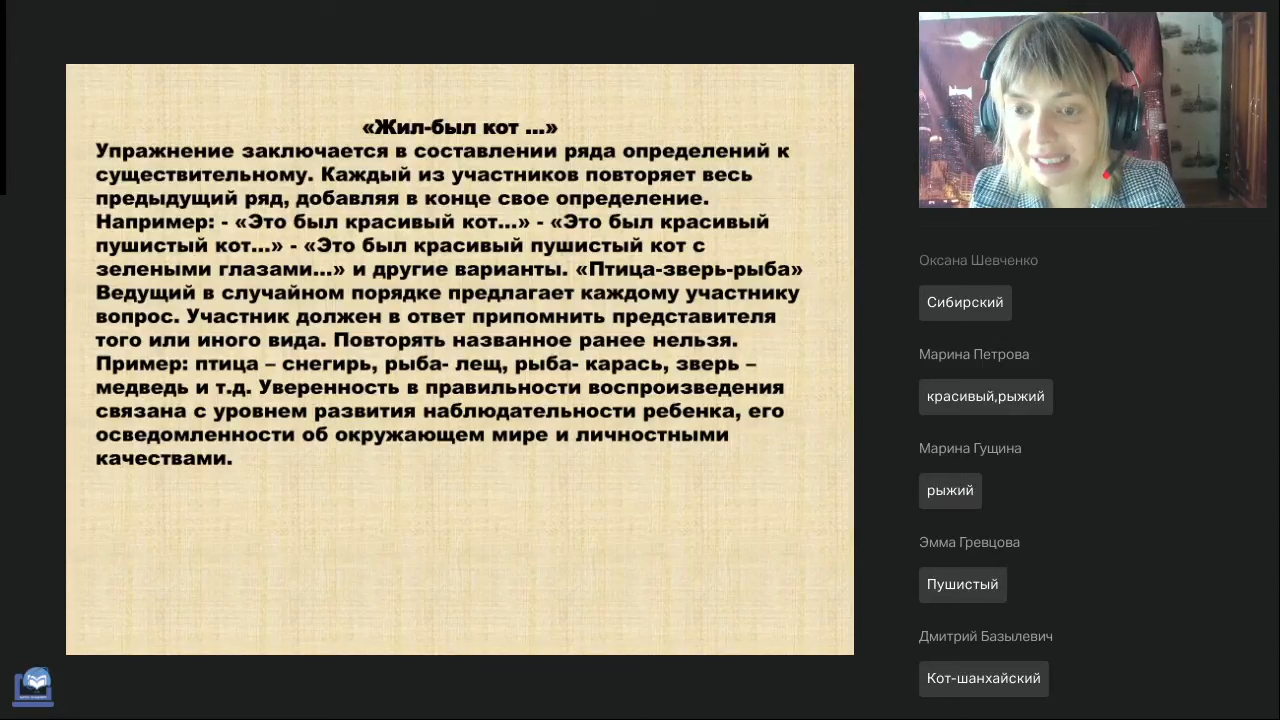 «Жил-был кот ...»
Упражнение заключается в составлении ряда определений к
существительному. Каждый из участников повторяет весь
предыдущий ряд, добавляя в конце свое определение.
Например: - «Это был красивый кот...» - «Это был красивый
пушистый кот...» - «Это был красивый пушистый кот с
зелеными глазами...» и другие варианты. «Птица-зверь-рыба»
Ведущий в случайном порядке предлагает каждому участнику
вопрос. Участник должен в ответ припомнить представителя
того или иного вида. Повторять названное ранее нельзя.
Пример: птица – снегирь, рыба- лещ, рыба- карась, зверь –
медведь и т.д. Уверенность в правильности воспроизведения
связана с уровнем развития наблюдательности ребенка, его
осведомленности об окружающем мире и личностными
качествами.
Оксана Шевченко
Сибирский
Марина Петрова
красивый,рыжий
Марина Гущина
рыжий
Эмма Гревцова
Пушистый
Дмитрий Базылевич
Кот-шанхайский